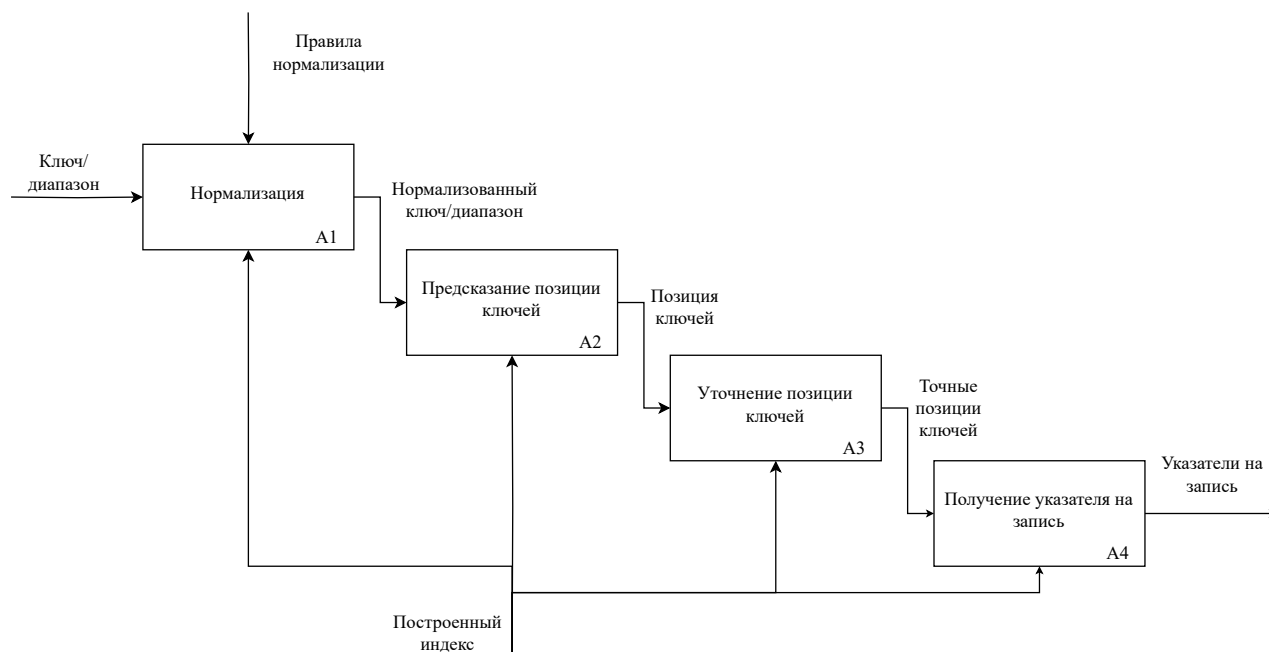 Правила
нормализации
Ключ/
диапазон
Нормализация
A1
Нормализованный
ключ/диапазон
Предсказание позиции
ключей
A2
Позиция
ключей
Уточнение позиции
ключей
A3
Точные
позиции
ключей
Получение указателя на
запись
A4
Указатели на
запись
Построенный
индекс